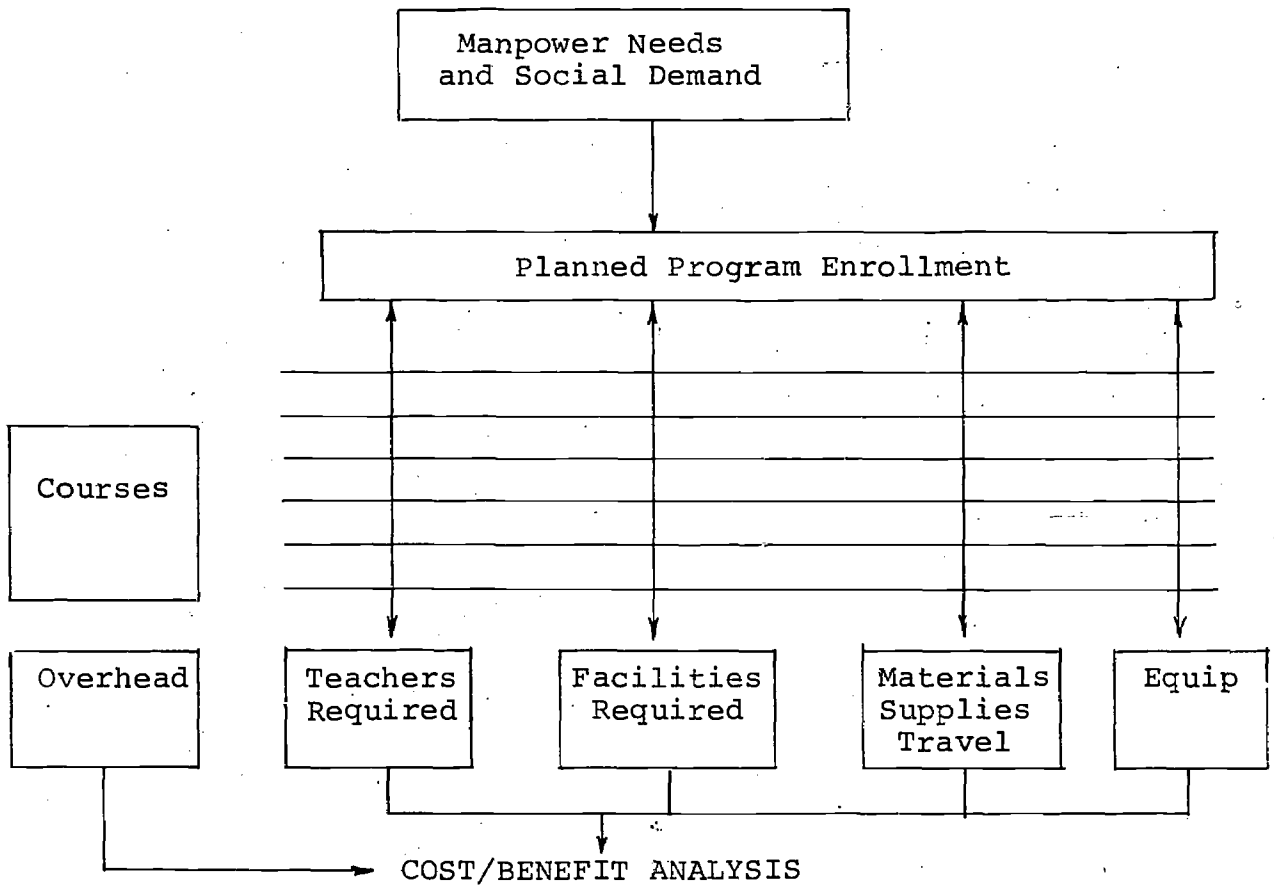 Manpower Needs
and Social Demand
Planned Program Enrollment
Courses
Overhead
Teachers
Required
Facilities
Required
Materials
Supplies
Travel
Equip
COST/BENEFIT ANALYSIS